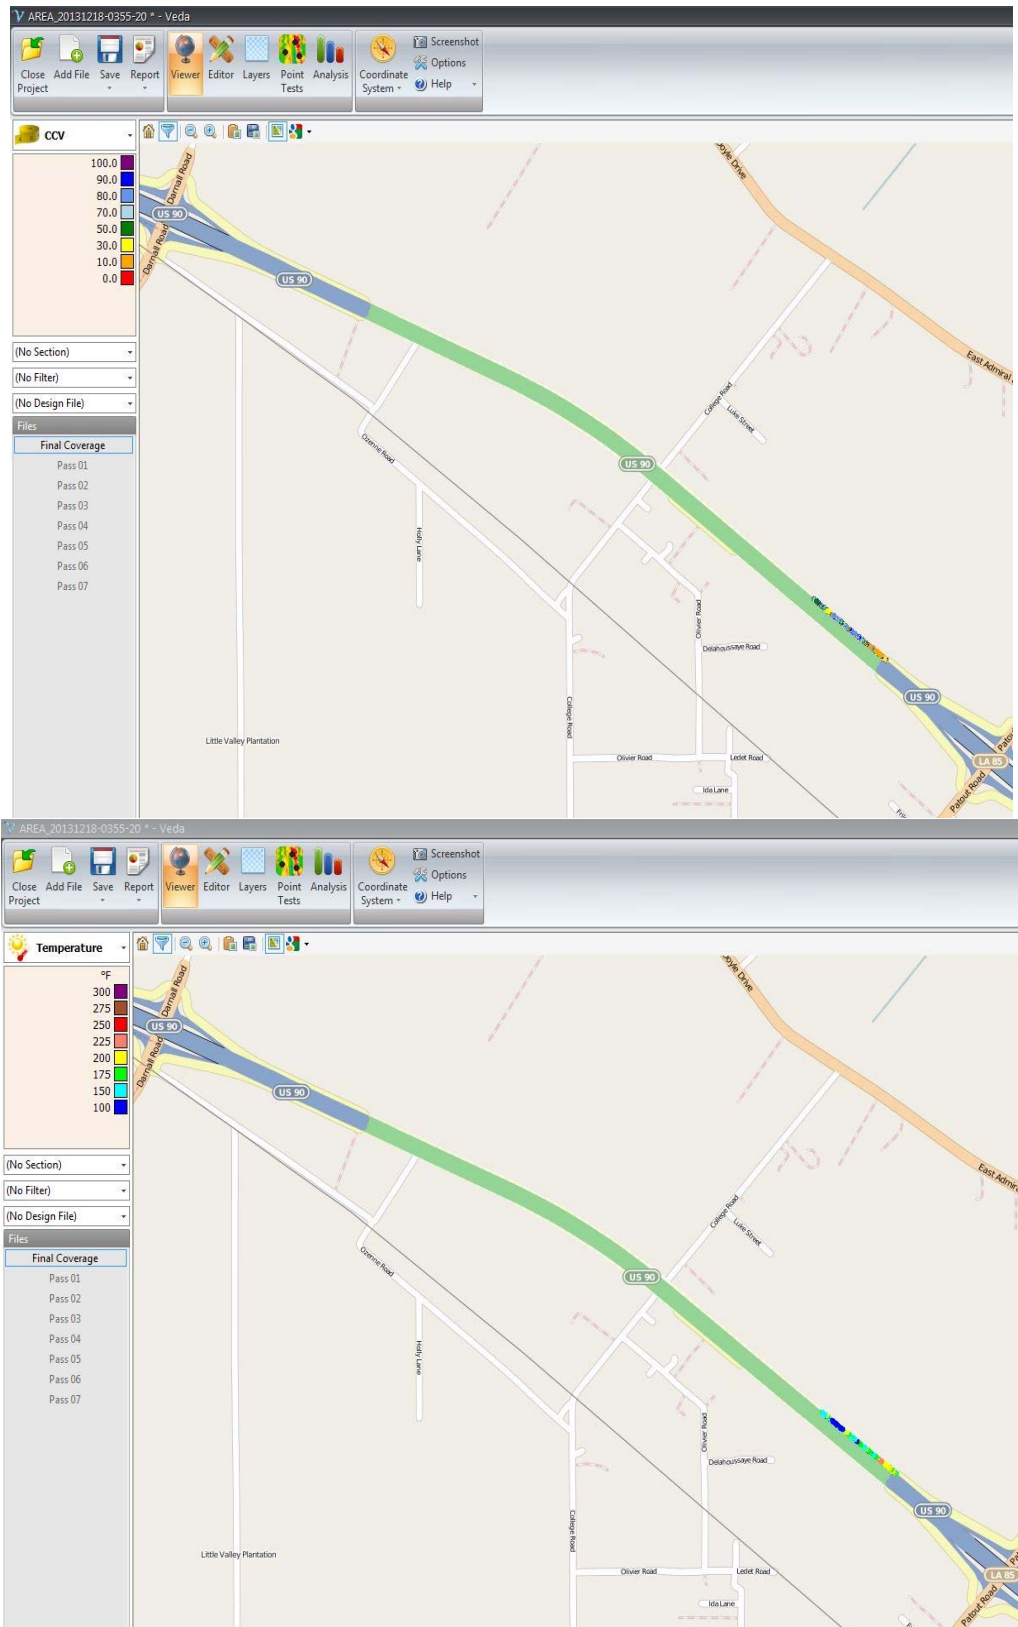 AREA_20131218-0355-20 * - Veda
Close Project
Add File
Save
Report
Viewer
Editor
Layers
Point Tests
Analysis
Coordinate System
Screenshot
Options
Help
CCV
100.0
90.0
80.0
70.0
50.0
30.0
10.0
0.0
(No Section)
(No Filter)
(No Design File)
Files
Final Coverage
Pass 01
Pass 02
Pass 03
Pass 04
Pass 05
Pass 06
Pass 07
Darnall Road
US 90
Darnall Road
US 90
oyle Drive
East Admiral
College Road
Luke Street
Ozenne Road
US 90
Holly Lane
Olivier Road
Delahoussaye Road
College Road
US 90
Little Valley Plantation
Olivier Road
Ledet Road
LA 85
Ida Lane
Patout Road
AREA_20131218-0355-20 * - Veda
Close Project
Add File
Save
Report
Viewer
Editor
Layers
Point Tests
Analysis
Coordinate System
Screenshot
Options
Help
Temperature
°F
300
275
250
225
200
175
150
100
(No Section)
(No Filter)
(No Design File)
Files
Final Coverage
Pass 01
Pass 02
Pass 03
Pass 04
Pass 05
Pass 06
Pass 07
Darnall Road
US 90
Darnall Road
US 90
oyle Drive
East Admira
College Road
Luke Street
Ozenne Road
US 90
Holly Lane
Olivier Road
Delahoussaye Road
College Road
US 90
Little Valley Plantation
Olivier Road
Ledet Road
LA 85
Ida Lane
Patout Road